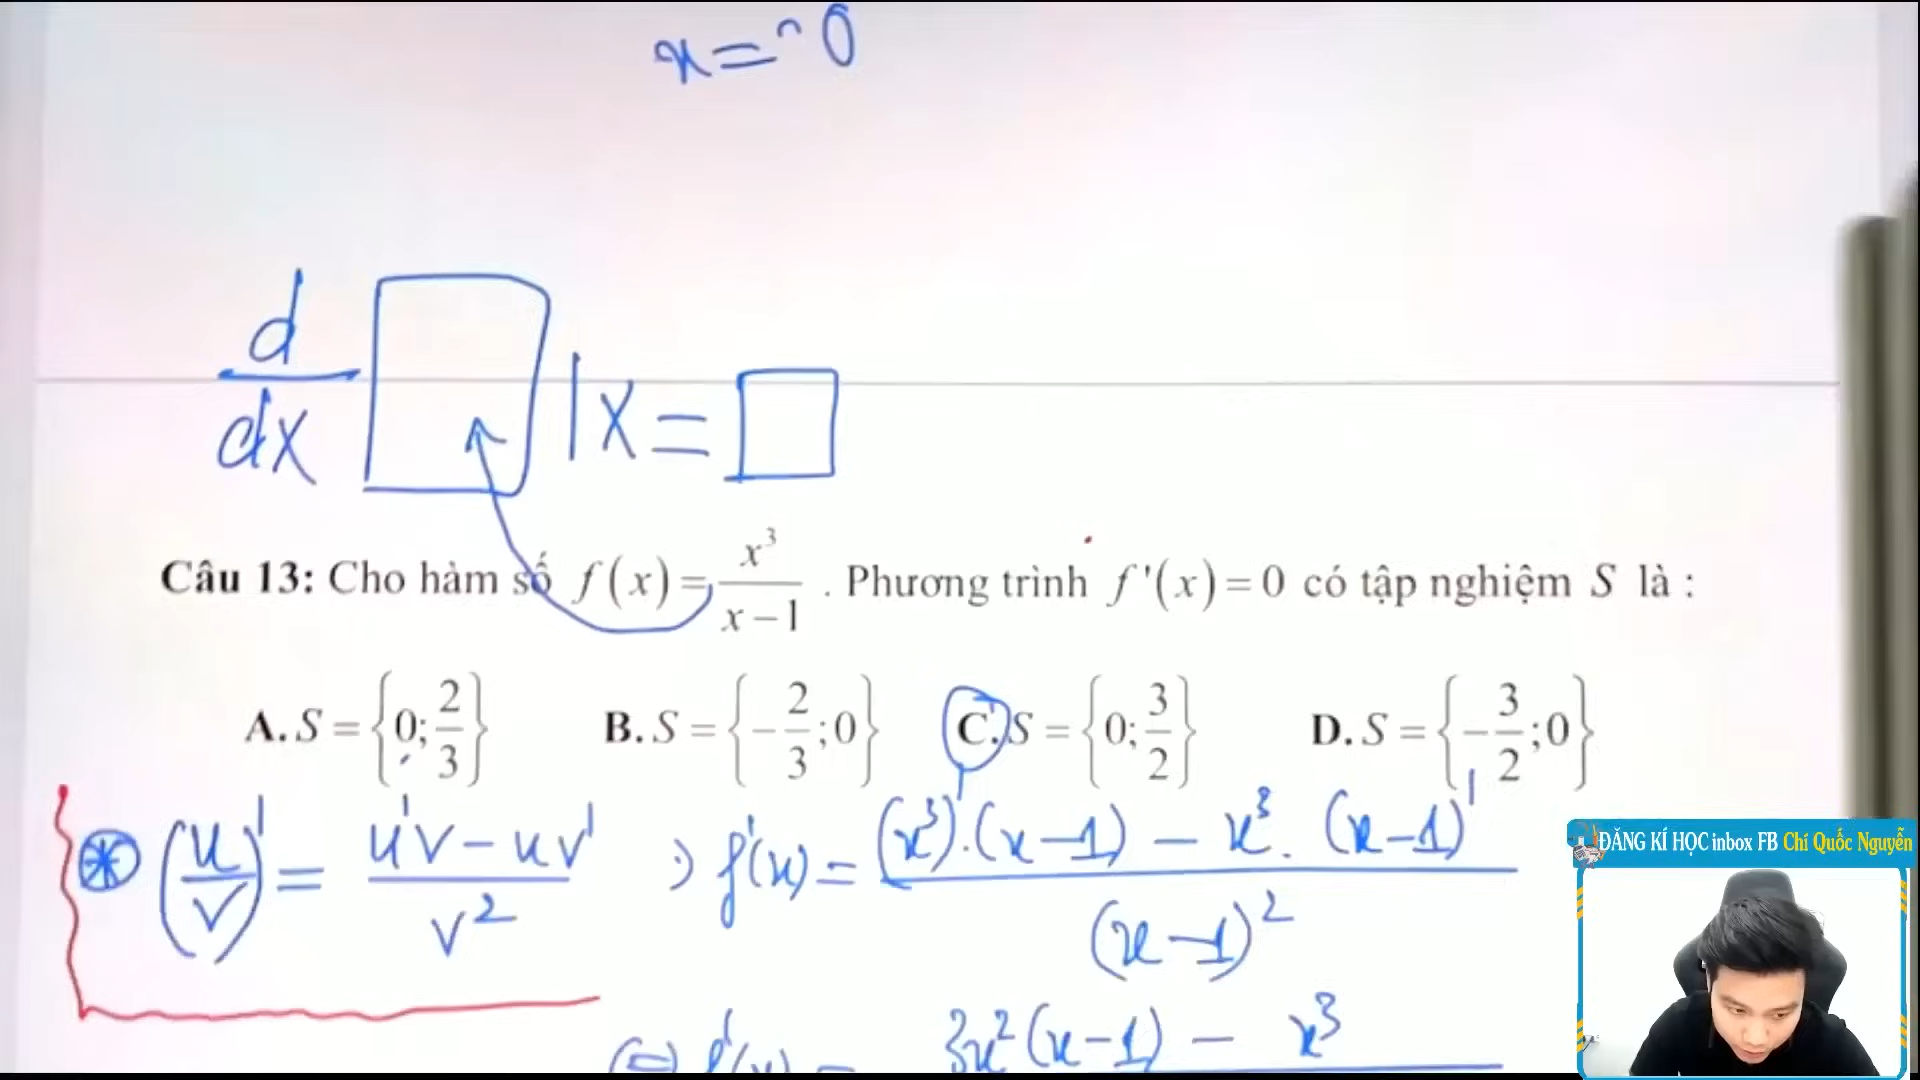 x = 0
d/dx □ | x = □
Câu 13: Cho hàm số f(x) = x³/(x−1) . Phương trình f'(x) = 0 có tập nghiệm S là :
A. S = {0; 2/3} B. S = {−2/3; 0} C. S = {0; 3/2} D. S = {−3/2; 0}
(u/v)' = (u'v − uv')/v² f'(x) = ((x³)'.(x−1) − x³.(x−1)')/(x−1)²
3x²(x−1) − x³
ĐĂNG KÍ HỌC inbox FB Chí Quốc Nguyễn